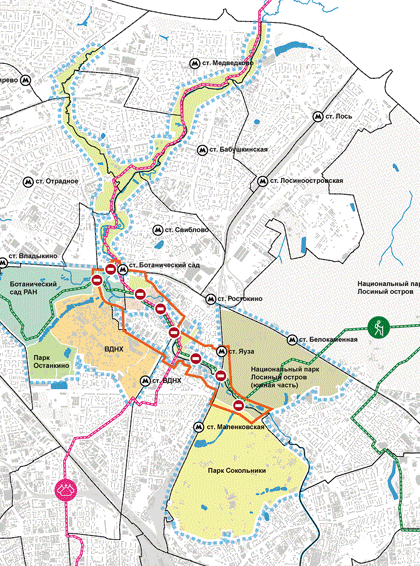 ст. Медведково
ст. Лось
ст. Бабушкинская
ст. Отрадное
ст. Лосиноостровская
ст. Свиблово
ст. Владыкино
ст. Ботанический сад
Ботанический
сад РАН
Национальный пар
Лосиный остров
ст. Ростокино
ст. Белокаменная
ст. Яуза
ВДНХ
Парк
Останкино
Национальный парк
Лосиный остров
(южная часть)
ст. ВДНХ
ст. Маленковская
Парк Сокольники